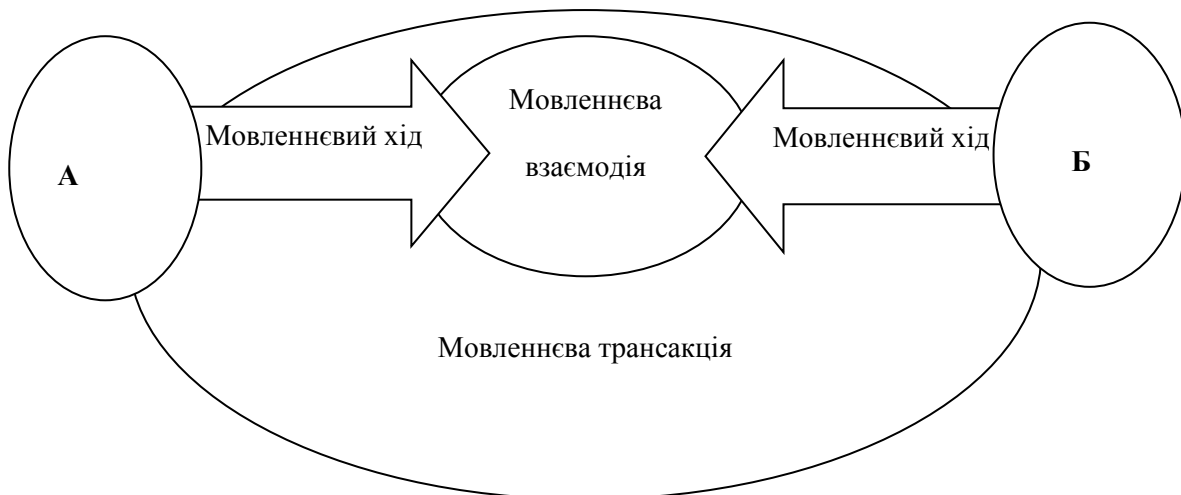 Мовленнєва
Мовленнєвий хід
Мовленнєвий хід
взаємодія
А
Б
Мовленнєва трансакція